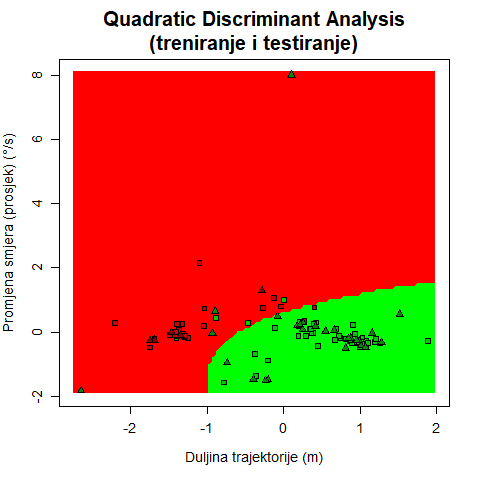 Quadratic Discriminant Analysis
(treniranje i testiranje)
Promjena smjera (prosjek) (°/s)
8
6
4
2
0
-2
-2
-1
0
1
2
Duljina trajektorije (m)